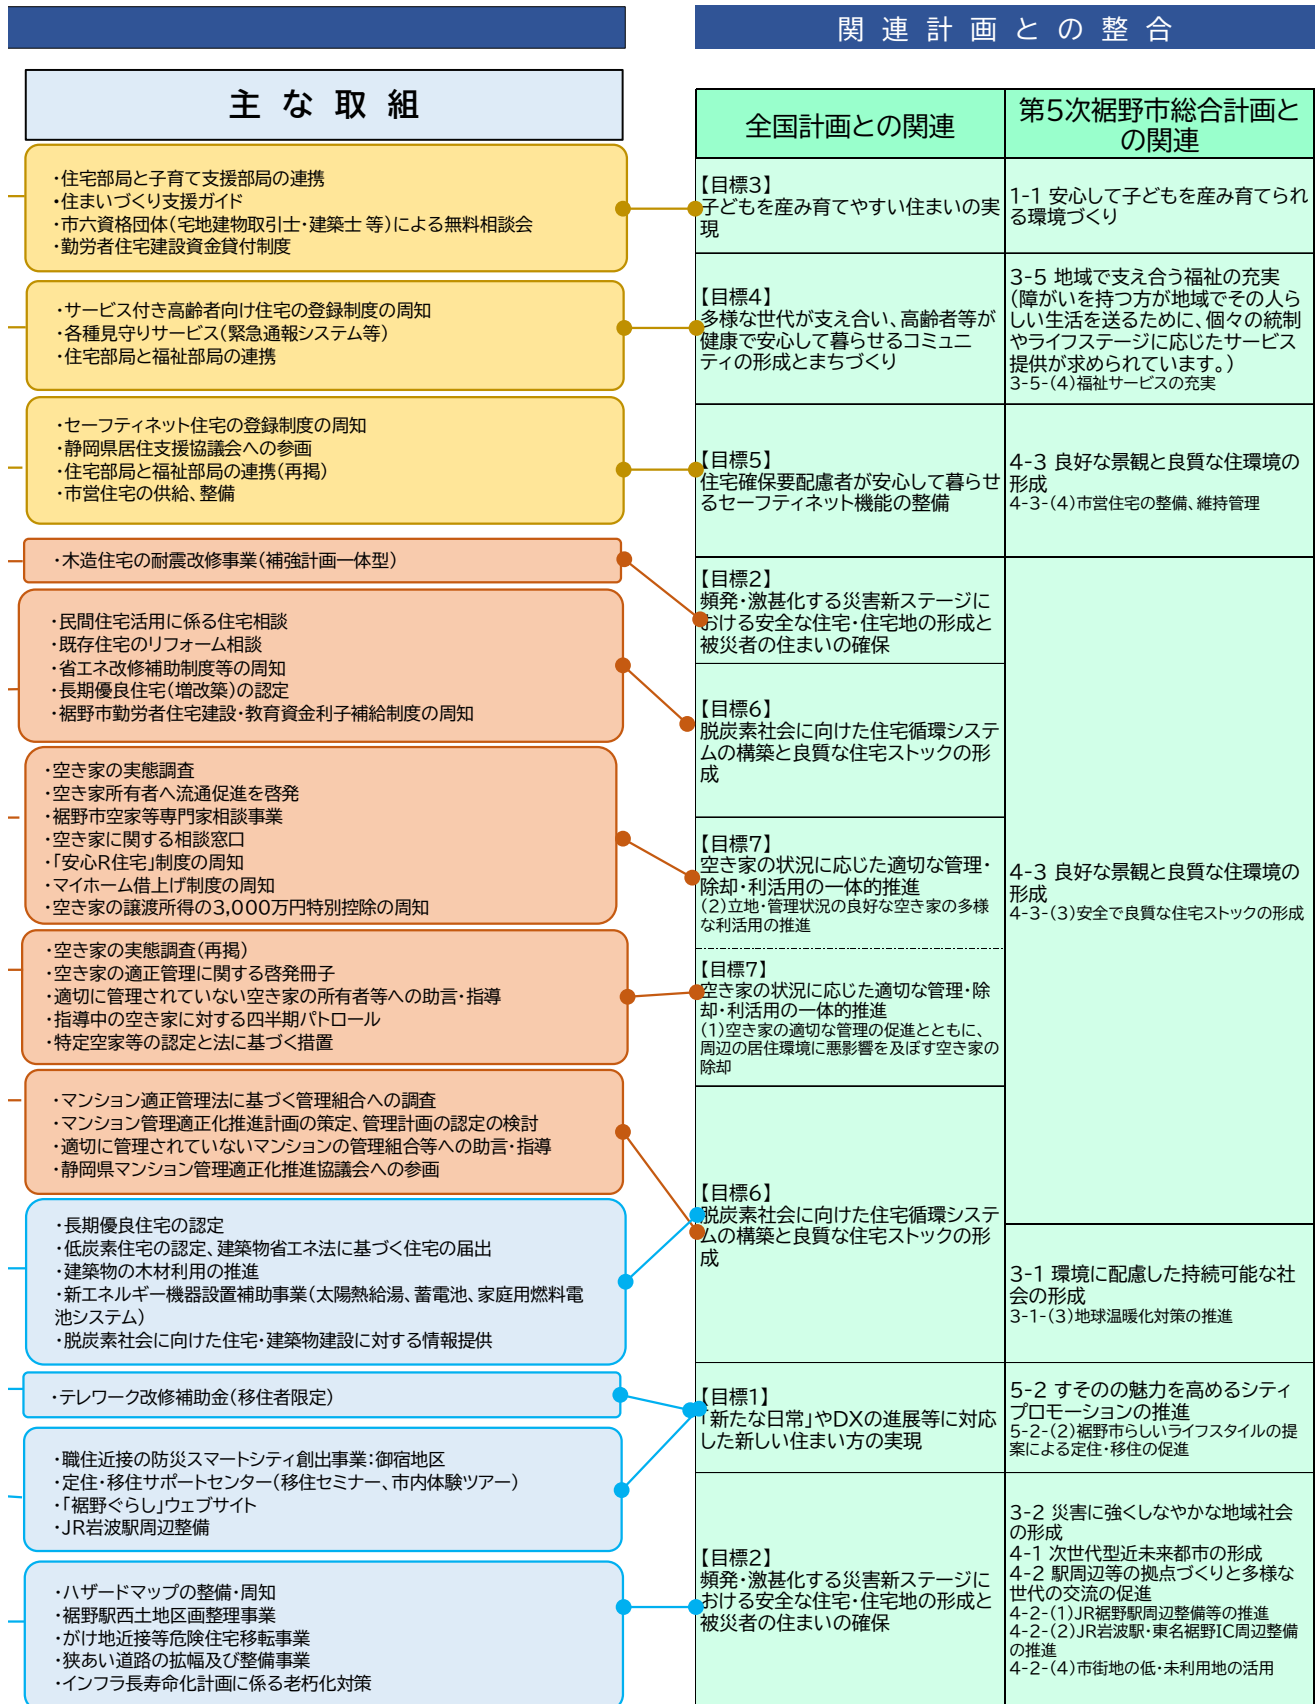 関連計画との整合
主な取組
・住宅部局と子育て支援部局の連携
・住まいづくり支援ガイド
・市六資格団体(宅地建物取引士・建築士 等)による無料相談会
・勤労者住宅建設資金貸付制度
・サービス付き高齢者向け住宅の登録制度の周知
・各種見守りサービス(緊急通報システム等)
・住宅部局と福祉部局の連携
・セーフティネット住宅の登録制度の周知
・静岡県居住支援協議会への参画
・住宅部局と福祉部局の連携(再掲)
・市営住宅の供給、整備
・木造住宅の耐震改修事業(補強計画一体型)
・民間住宅活用に係る住宅相談
・既存住宅のリフォーム相談
・省エネ改修補助制度等の周知
・長期優良住宅(増改築)の認定
・裾野市勤労者住宅建設・教育資金利子補給制度の周知
・空き家の実態調査
・空き家所有者へ流通促進を啓発
・裾野市空家等専門家相談事業
・空き家に関する相談窓口
・「安心R住宅」制度の周知
・マイホーム借上げ制度の周知
・空き家の譲渡所得の3,000万円特別控除の周知
・空き家の実態調査(再掲)
・空き家の適正管理に関する啓発冊子
・適切に管理されていない空き家の所有者等への助言・指導
・指導中の空き家に対する四半期パトロール
・特定空家等の認定と法に基づく措置
・マンション適正管理法に基づく管理組合への調査
・マンション管理適正化推進計画の策定、管理計画の認定の検討
・適切に管理されていないマンションの管理組合等への助言・指導
・静岡県マンション管理適正化推進協議会への参画
・長期優良住宅の認定
・低炭素住宅の認定、建築物省エネ法に基づく住宅の届出
・建築物の木材利用の推進
・新エネルギー機器設置補助事業(太陽熱給湯、蓄電池、家庭用燃料電
池システム)
・脱炭素社会に向けた住宅・建築物建設に対する情報提供
・テレワーク改修補助金(移住者限定)
・職住近接の防災スマートシティ創出事業:御宿地区
・定住・移住サポートセンター(移住セミナー、市内体験ツアー)
・「裾野ぐらし」ウェブサイト
・JR岩波駅周辺整備
・ハザードマップの整備・周知
・裾野駅西土地区画整理事業
・がけ地近接等危険住宅移転事業
・狭あい道路の拡幅及び整備事業
・インフラ長寿命化計画に係る老朽化対策
全国計画との関連
【目標3】
子どもを産み育てやすい住まいの実
現
【目標4】
多様な世代が支え合い、高齢者等が
健康で安心して暮らせるコミュニ
ティの形成とまちづくり
【目標5】
住宅確保要配慮者が安心して暮らせ
るセーフティネット機能の整備
【目標2】
頻発・激甚化する災害新ステージに
おける安全な住宅・住宅地の形成と
被災者の住まいの確保
【目標6】
脱炭素社会に向けた住宅循環システ
ムの構築と良質な住宅ストックの形
成
【目標7】
空き家の状況に応じた適切な管理・
除却・利活用の一体的推進
(2)立地・管理状況の良好な空き家の多様
な利活用の推進
【目標7】
空き家の状況に応じた適切な管理・除
却・利活用の一体的推進
(1)空き家の適切な管理の促進とともに、
周辺の居住環境に悪影響を及ぼす空き家の
除却
【目標6】
脱炭素社会に向けた住宅循環システ
ムの構築と良質な住宅ストックの形
成
【目標1】
「新たな日常」やDXの進展等に対応
した新しい住まい方の実現
【目標2】
頻発・激甚化する災害新ステージに
おける安全な住宅・住宅地の形成と
被災者の住まいの確保
第5次裾野市総合計画と
の関連
1-1 安心して子どもを産み育てられ
る環境づくり
3-5 地域で支え合う福祉の充実
(障がいを持つ方が地域でその人ら
しい生活を送るために、個々の統制
やライフステージに応じたサービス
提供が求められています。)
3-5-(4)福祉サービスの充実
4-3 良好な景観と良質な住環境の
形成
4-3-(4)市営住宅の整備、維持管理
4-3 良好な景観と良質な住環境の
形成
4-3-(3)安全で良質な住宅ストックの形成
3-1 環境に配慮した持続可能な社
会の形成
3-1-(3)地球温暖化対策の推進
5-2 すそのの魅力を高めるシティ
プロモーションの推進
5-2-(2)裾野市らしいライフスタイルの提
案による定住・移住の促進
3-2 災害に強くしなやかな地域社会
の形成
4-1 次世代型近未来都市の形成
4-2 駅周辺等の拠点づくりと多様な
世代の交流の促進
4-2-(1)JR裾野駅周辺整備等の推進
4-2-(2)JR岩波駅・東名裾野IC周辺整備
の推進
4-2-(4)市街地の低・未利用地の活用